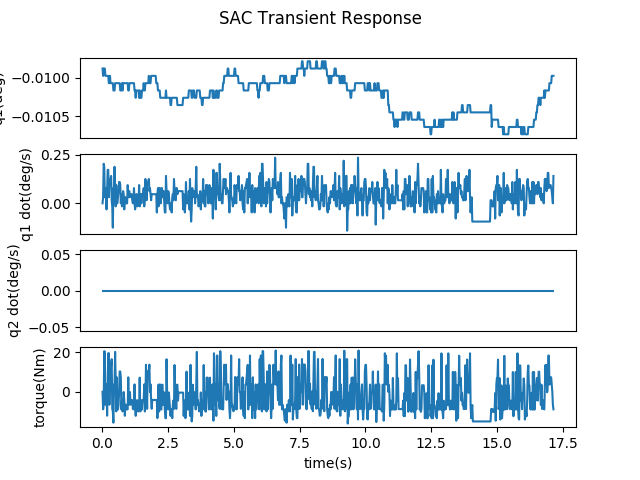 SAC Transient Response
−0.0100
−0.0105
0.25
0.00
q1 dot(deg/s)
0.05
0.00
−0.05
q2 dot(deg/s)
20
0
torque(Nm)
0.0 2.5 5.0 7.5 10.0 12.5 15.0 17.5
time(s)